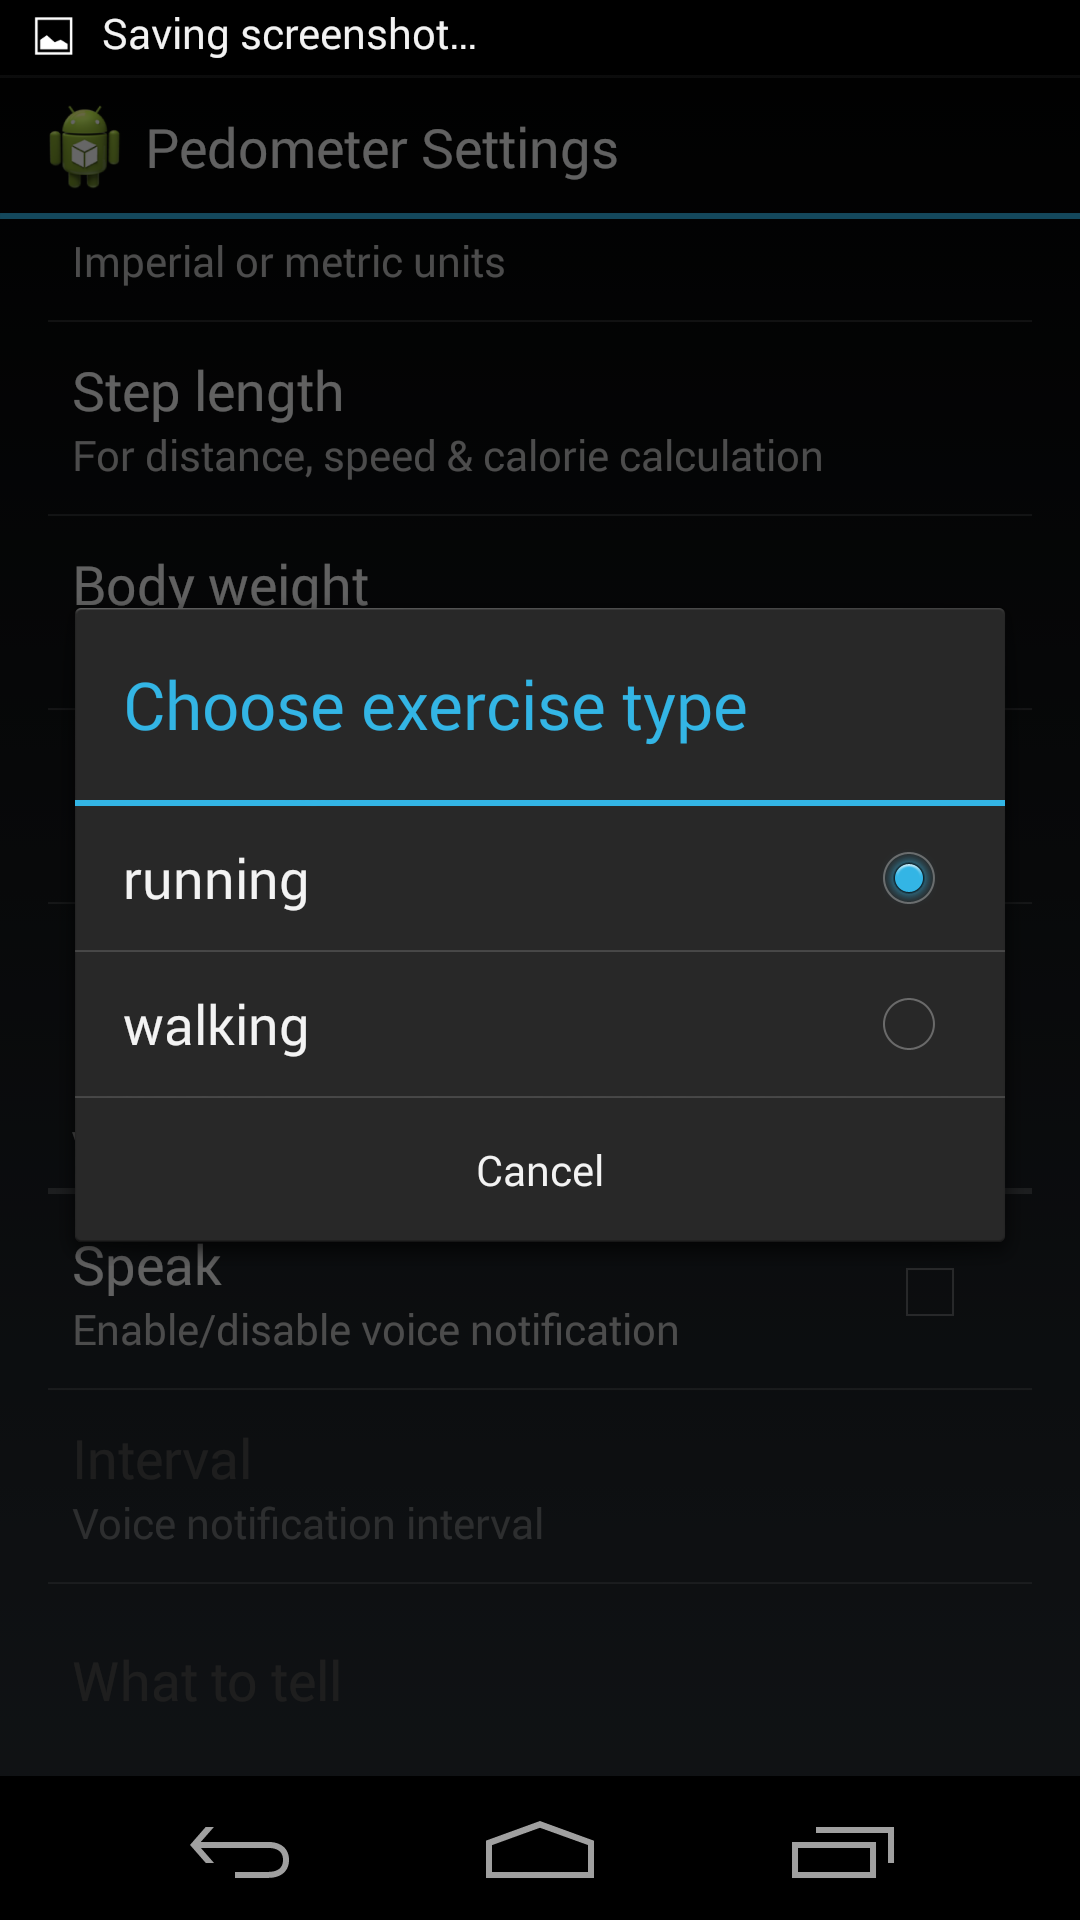 Saving screenshot...
Pedometer Settings
Imperial or metric units
Step length
For distance, speed & calorie calculation
Body weight
Choose exercise type
running
walking
Cancel
Speak
Enable/disable voice notification
Interval
Voice notification interval
What to tell